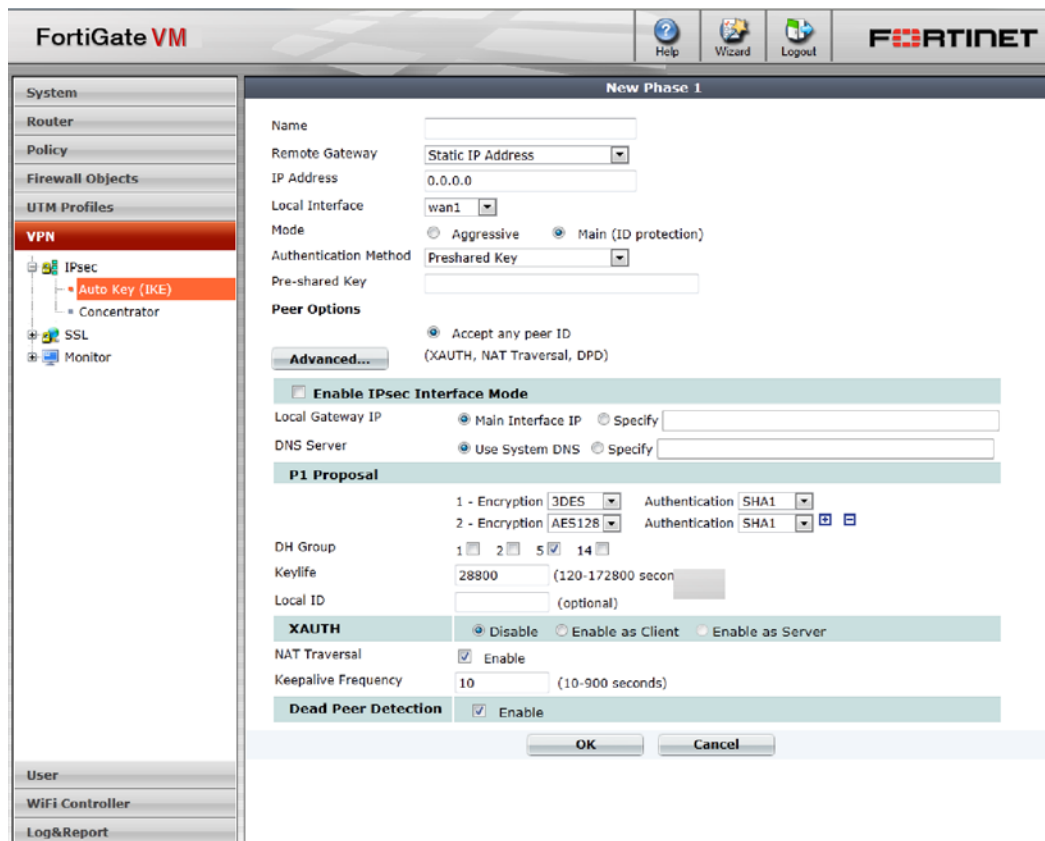 FortiGate VM
Help
Wizard
Logout
FORTINET
System
Router
Policy
Firewall Objects
UTM Profiles
VPN
IPsec
Auto Key (IKE)
Concentrator
SSL
Monitor
User
WiFi Controller
Log&Report
New Phase 1
Name
Remote Gateway Static IP Address
IP Address 0.0.0.0
Local Interface wan1
Mode Aggressive Main (ID protection)
Authentication Method Preshared Key
Pre-shared Key
Peer Options
Accept any peer ID
Advanced... (XAUTH, NAT Traversal, DPD)
Enable IPsec Interface Mode
Local Gateway IP Main Interface IP Specify
DNS Server Use System DNS Specify
P1 Proposal
1 - Encryption 3DES Authentication SHA1
2 - Encryption AES128 Authentication SHA1
DH Group 1 2 5 14
Keylife 28800 (120-172800 secon
Local ID (optional)
XAUTH Disable Enable as Client Enable as Server
NAT Traversal Enable
Keepalive Frequency 10 (10-900 seconds)
Dead Peer Detection Enable
OK Cancel